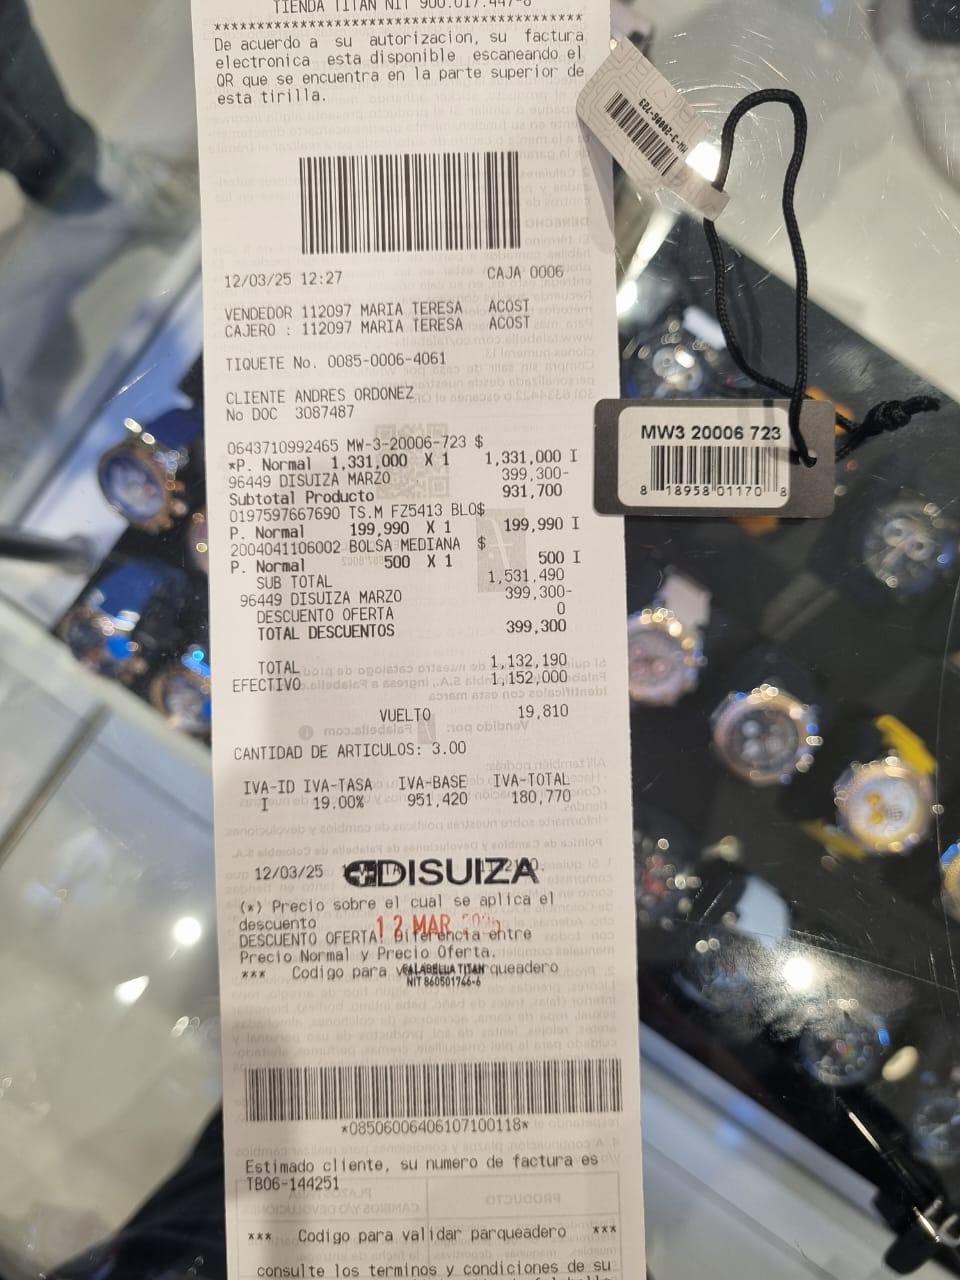 TIENDA TITAN NIT 900.017.447-8
******************************************
De acuerdo a su autorizacion, su factura
electronica esta disponible escaneando el
QR que se encuentra en la parte superior de
esta tirilla.
12/03/25 12:27 CAJA 0006
VENDEDOR 112097 MARIA TERESA ACOST
CAJERO : 112097 MARIA TERESA ACOST
TIQUETE No. 0085-0006-4061
CLIENTE ANDRES ORDONEZ
No DOC 3087487
0643710992465 MW-3-20006-723 $
*P. Normal 1,331,000 X 1 1,331,000 I
96449 DISUIZA MARZO 399,300-
Subtotal Producto 931,700
0197597667690 TS.M FZ5413 BLO$
P. Normal 199,990 X 1 199,990 I
2004041106002 BOLSA MEDIANA $
P. Normal 500 X 1 500 I
SUB TOTAL 1,531,490
96449 DISUIZA MARZO 399,300-
DESCUENTO OFERTA 0
TOTAL DESCUENTOS 399,300
TOTAL 1,132,190
EFECTIVO 1,152,000
VUELTO 19,810
CANTIDAD DE ARTICULOS: 3.00
IVA-ID IVA-TASA IVA-BASE IVA-TOTAL
I 19.00% 951,420 180,770
12/03/25
DISUIZA
(*) Precio sobre el cual se aplica el
descuento
12 MAR
DESCUENTO OFERTA: Diferencia entre
Precio Normal y Precio Oferta.
*** Codigo para
FALABELLA TITAN
NIT 860501766-6
*08506006406107100118*
Estimado cliente, su numero de factura es
TB06-144251
*** Codigo para validar parqueadero ***
consulte los terminos y condiciones de su
MW-3-20006-723
MW3 20006 723
8 18958 01170 8